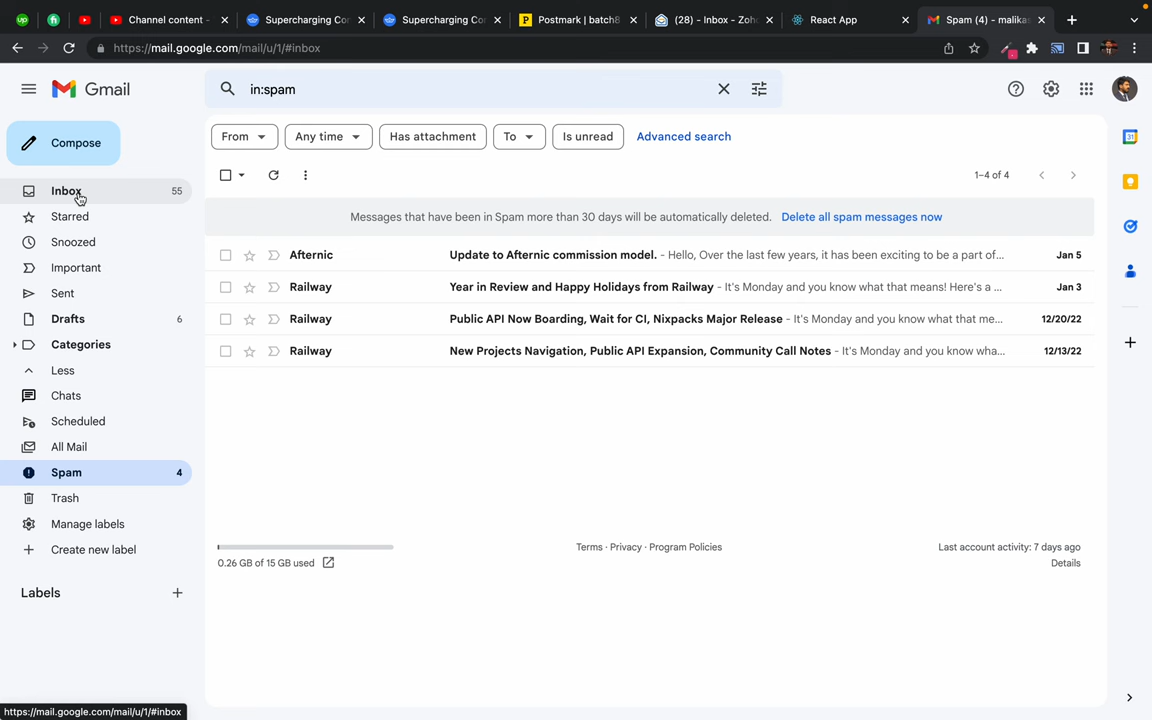 up
fi
Channel content -
Supercharging Co
Supercharging Co
Postmark | batch8
(28) - Inbox - Zoh
React App
Spam (4) - malika
https://mail.google.com/mail/u/1/#inbox
Gmail
in:spam
Compose
From
Any time
Has attachment
To
Is unread
Advanced search
1–4 of 4
Inbox 55
Starred
Snoozed
Important
Sent
Drafts 6
Categories
Less
Chats
Scheduled
All Mail
Spam 4
Trash
Manage labels
Create new label
Labels
Messages that have been in Spam more than 30 days will be automatically deleted. Delete all spam messages now
Afternic Update to Afternic commission model. - Hello, Over the last few years, it has been exciting to be a part of... Jan 5
Railway Year in Review and Happy Holidays from Railway - It's Monday and you know what that means! Here's a ... Jan 3
Railway Public API Now Boarding, Wait for CI, Nixpacks Major Release - It's Monday and you know what that me... 12/20/22
Railway New Projects Navigation, Public API Expansion, Community Call Notes - It's Monday and you know wha... 12/13/22
0.26 GB of 15 GB used
Terms · Privacy · Program Policies
Last account activity: 7 days ago
Details
31
https://mail.google.com/mail/u/1/#inbox